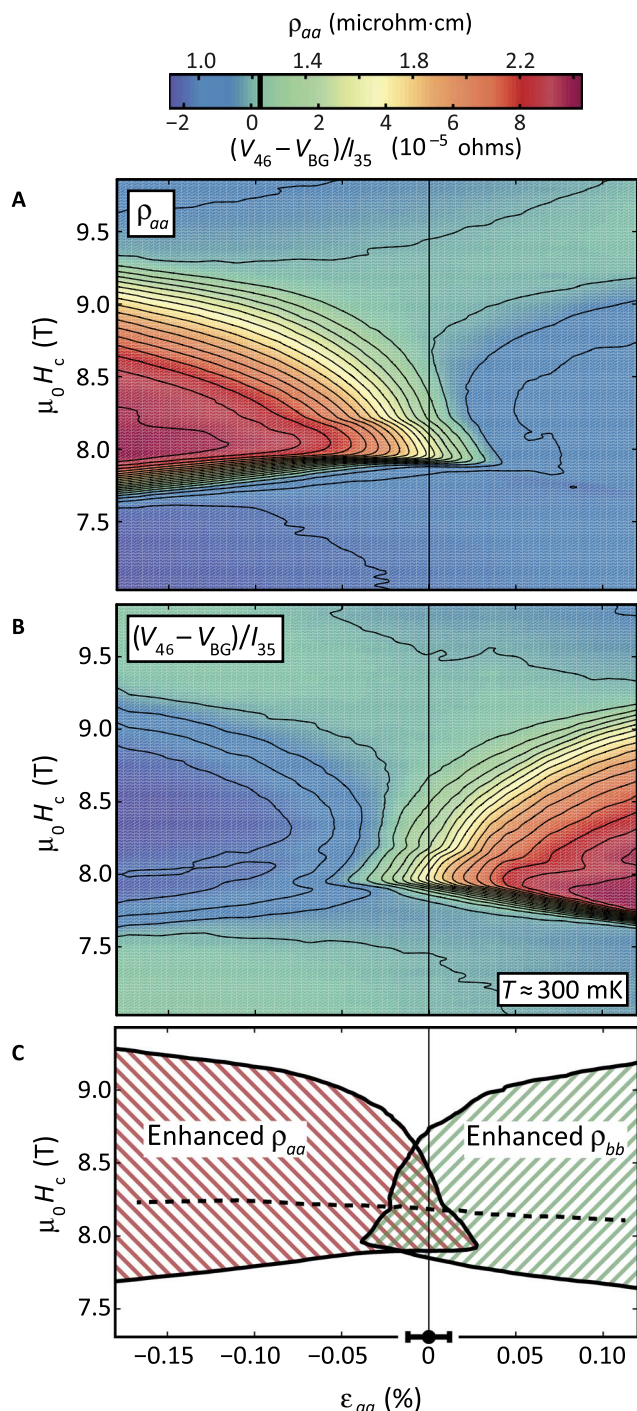 ρaa (microhm·cm)
1.0 1.4 1.8 2.2
−2 0 2 4 6 8
(V46 – VBG)/I35 (10−5 ohms)
A
ρaa
9.5
9.0
8.5
8.0
7.5
μ0Hc (T)
B
(V46 – VBG)/I35
9.5
9.0
8.5
8.0
7.5
μ0Hc (T)
T ≈ 300 mK
C
9.0
8.5
8.0
7.5
μ0Hc (T)
Enhanced ρaa
Enhanced ρbb
−0.15 −0.10 −0.05 0 0.05 0.10
εaa (%)